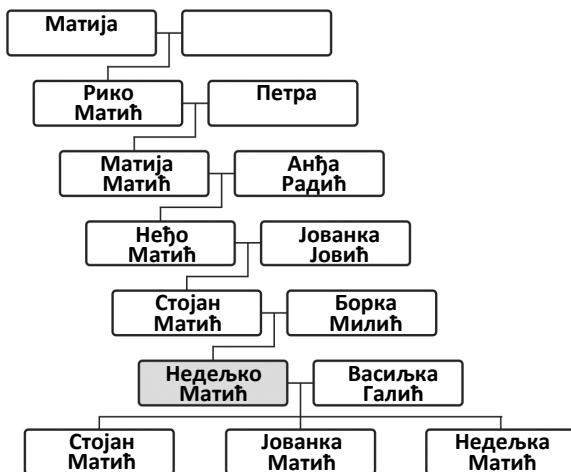 Матија
Рико
Матић
Петра
Матија
Матић
Анђа
Радић
Неђо
Матић
Јованка
Јовић
Стојан
Матић
Борка
Милић
Недељко
Матић
Васиљка
Галић
Стојан
Матић
Јованка
Матић
Недељка
Матић